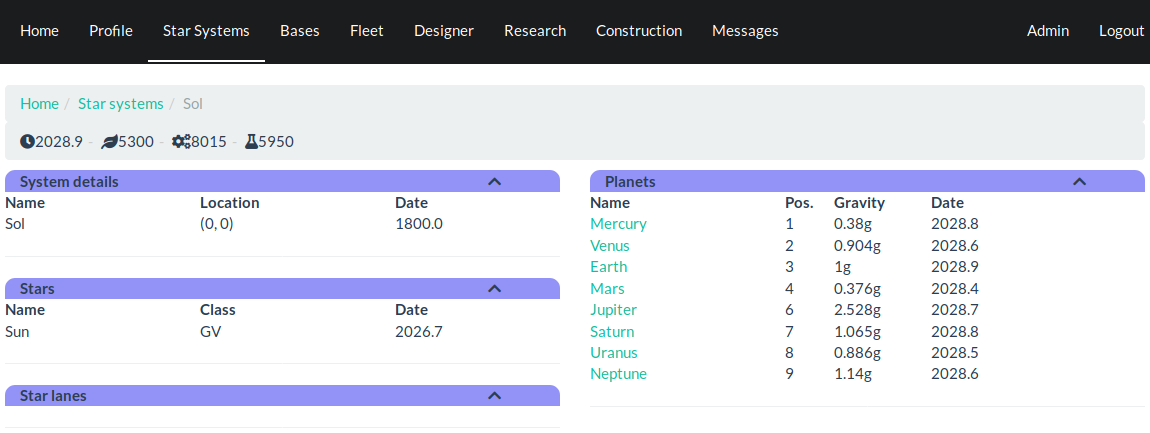 Home Profile Star Systems Bases Fleet Designer Research Construction Messages Admin Logout
Home / Star systems / Sol
2028.9 - 5300 - 8015 - 5950
System details
Name Location Date
Sol (0, 0) 1800.0
Stars
Name Class Date
Sun GV 2026.7
Star lanes
Planets
Name Pos. Gravity Date
Mercury 1 0.38g 2028.8
Venus 2 0.904g 2028.6
Earth 3 1g 2028.9
Mars 4 0.376g 2028.4
Jupiter 6 2.528g 2028.7
Saturn 7 1.065g 2028.8
Uranus 8 0.886g 2028.5
Neptune 9 1.14g 2028.6